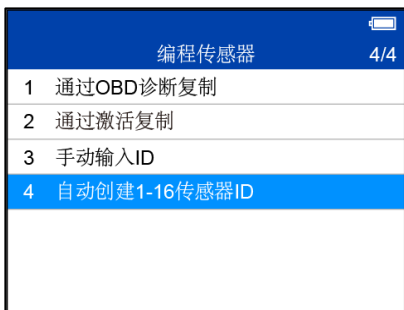 编程传感器 4/4
1 通过OBD诊断复制
2 通过激活复制
3 手动输入ID
4 自动创建1-16传感器ID